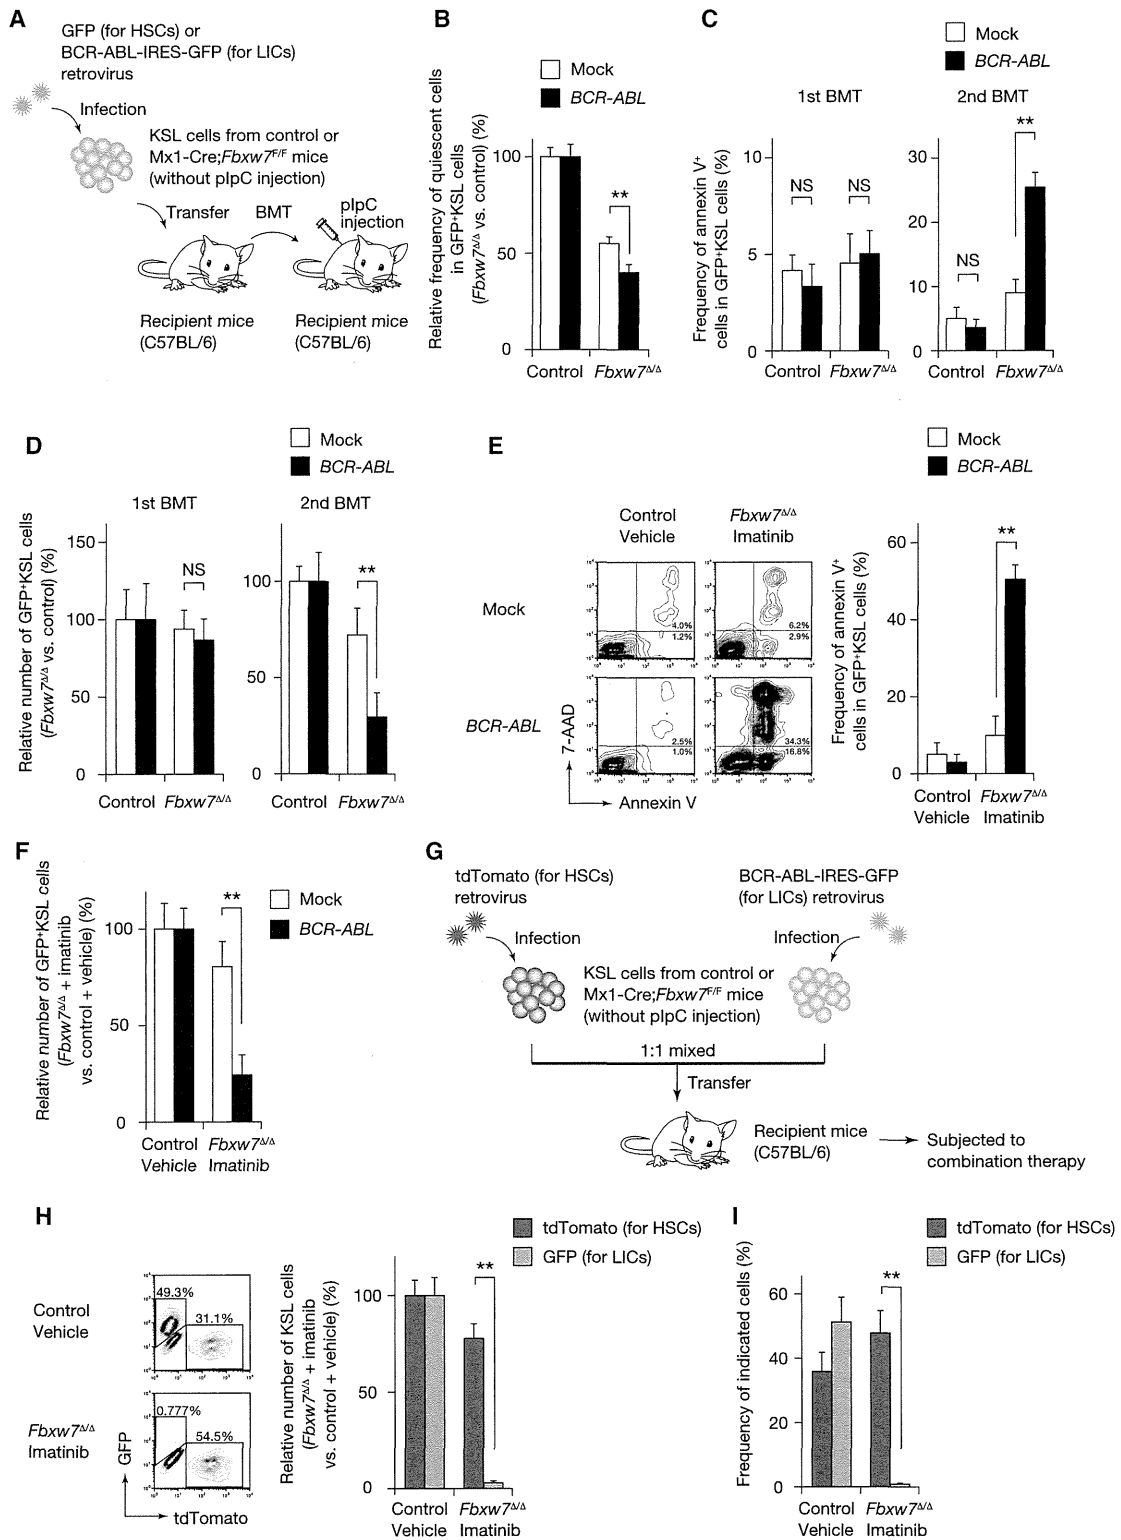 A
GFP (for HSCs) or
BCR-ABL-IRES-GFP (for LICs)
retrovirus
Infection
KSL cells from control or
Mx1-Cre;Fbxw7F/F mice
(without pIpC injection)
Transfer
BMT
pIpC
injection
Recipient mice
(C57BL/6)
Recipient mice
(C57BL/6)
B
Mock
BCR-ABL
Relative frequency of quiescent cells
in GFP+KSL cells
(Fbxw7Δ/Δ vs. control) (%)
100
50
0
**
Control
Fbxw7Δ/Δ
C
Mock
BCR-ABL
1st BMT
2nd BMT
Frequency of annexin V+
cells in GFP+KSL cells (%)
10
5
0
NS
NS
Control
Fbxw7Δ/Δ
30
20
10
0
NS
**
Control
Fbxw7Δ/Δ
D
Mock
BCR-ABL
1st BMT
2nd BMT
Relative number of GFP+KSL cells
(Fbxw7Δ/Δ vs. control) (%)
150
100
50
0
NS
Control
Fbxw7Δ/Δ
100
50
0
**
Control
Fbxw7Δ/Δ
E
Mock
BCR-ABL
Control
Vehicle
Fbxw7Δ/Δ
Imatinib
Mock
4.0%
1.2%
6.2%
2.9%
BCR-ABL
2.5%
1.0%
34.3%
16.8%
7-AAD
Annexin V
Frequency of annexin V+
cells in GFP+KSL cells (%)
60
40
20
0
**
Control
Vehicle
Fbxw7Δ/Δ
Imatinib
F
Mock
BCR-ABL
Relative number of GFP+KSL cells
(Fbxw7Δ/Δ + imatinib
vs. control + vehicle) (%)
100
50
0
**
Control
Vehicle
Fbxw7Δ/Δ
Imatinib
G
tdTomato (for HSCs)
retrovirus
BCR-ABL-IRES-GFP
(for LICs) retrovirus
Infection
Infection
KSL cells from control or
Mx1-Cre;Fbxw7F/F mice
(without pIpC injection)
1:1 mixed
Transfer
Recipient mice
(C57BL/6)
Subjected to
combination therapy
H
tdTomato (for HSCs)
GFP (for LICs)
Control
Vehicle
49.3%
31.1%
Fbxw7Δ/Δ
Imatinib
0.777%
54.5%
GFP
tdTomato
Relative number of KSL cells
(Fbxw7Δ/Δ + imatinib
vs. control + vehicle) (%)
100
50
0
**
Control
Vehicle
Fbxw7Δ/Δ
Imatinib
I
tdTomato (for HSCs)
GFP (for LICs)
Frequency of indicated cells (%)
60
40
20
0
**
Control
Vehicle
Fbxw7Δ/Δ
Imatinib